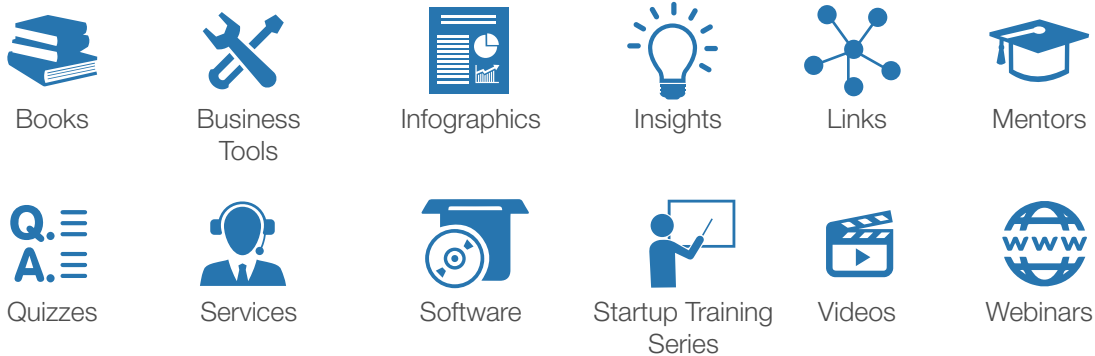 Books
Business
Tools
Infographics
Insights
Links
Mentors
Q.
A.
www
Quizzes
Services
Software
Startup Training
Series
Videos
Webinars